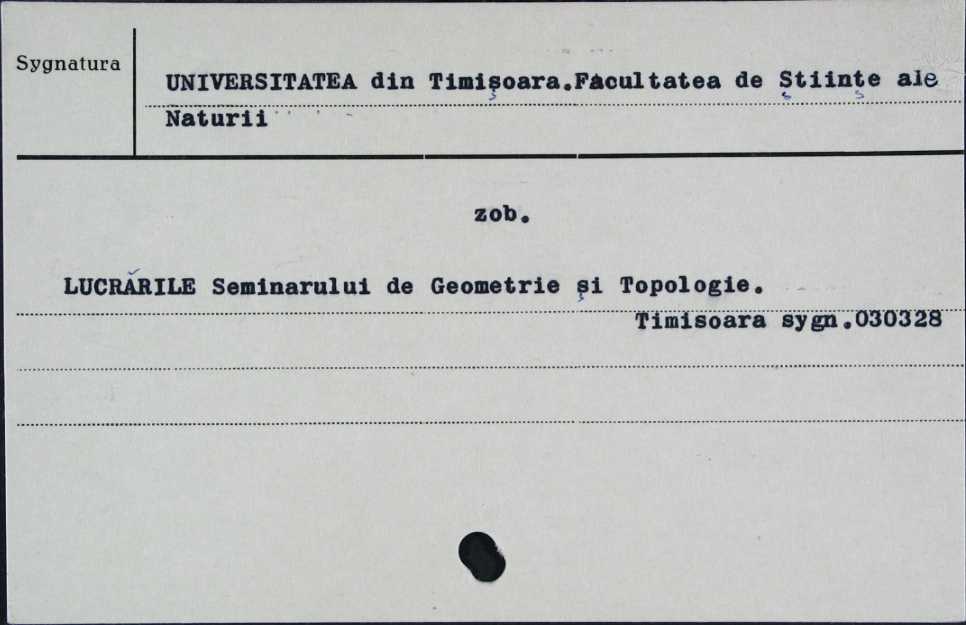 Sygnatura
UNIVERSITATEA din Timişoara.Facultatea de Ştiinţe ale
Naturii
zob.
LUCRĂRILE Seminarului de Geometrie şi Topologie.
Timisoara sygn.030328